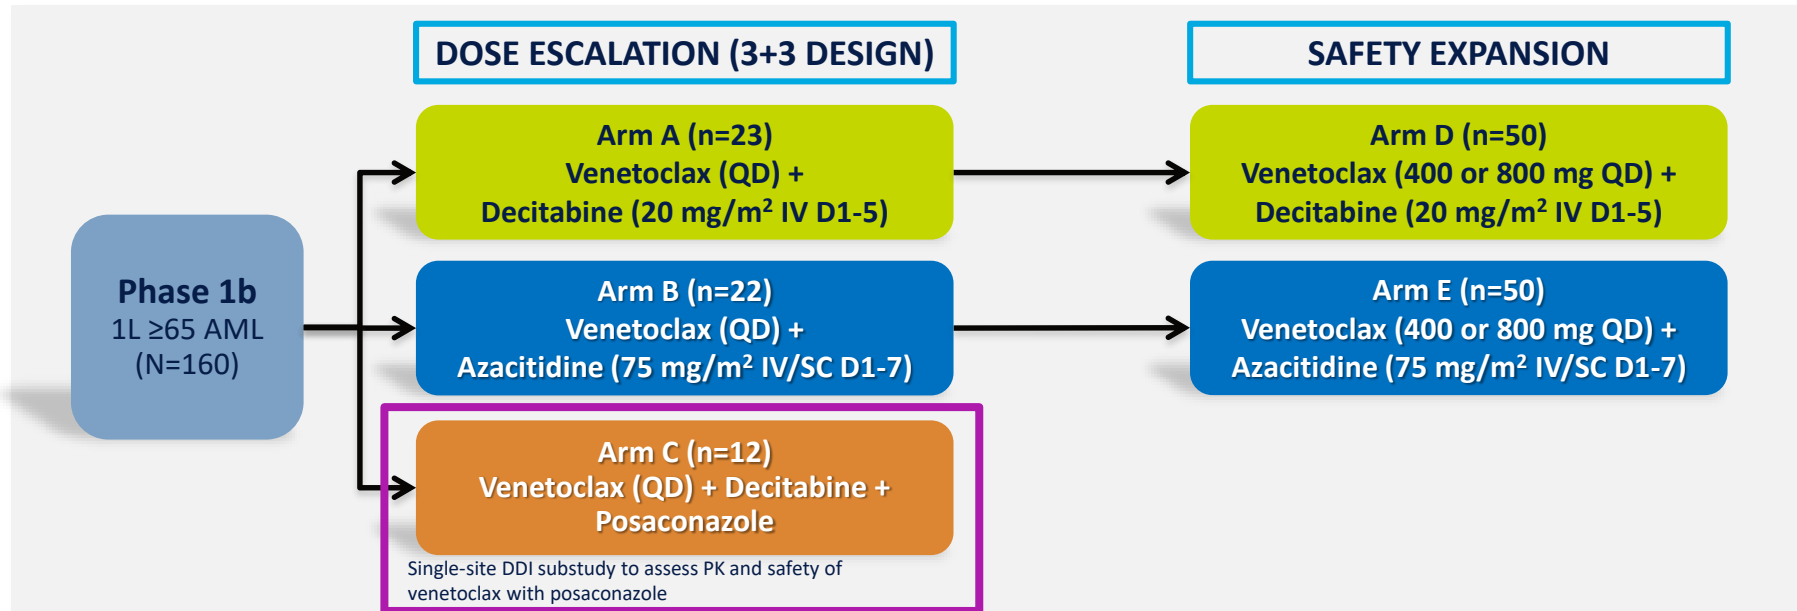 DOSE ESCALATION (3+3 DESIGN)
SAFETY EXPANSION
Phase 1b
1L ≥65 AML
(N=160)
Arm A (n=23)
Venetoclax (QD) +
Decitabine (20 mg/m² IV D1-5)
Arm D (n=50)
Venetoclax (400 or 800 mg QD) +
Decitabine (20 mg/m² IV D1-5)
Arm B (n=22)
Venetoclax (QD) +
Azacitidine (75 mg/m² IV/SC D1-7)
Arm E (n=50)
Venetoclax (400 or 800 mg QD) +
Azacitidine (75 mg/m² IV/SC D1-7)
Arm C (n=12)
Venetoclax (QD) + Decitabine +
Posaconazole
Single-site DDI substudy to assess PK and safety of
venetoclax with posaconazole